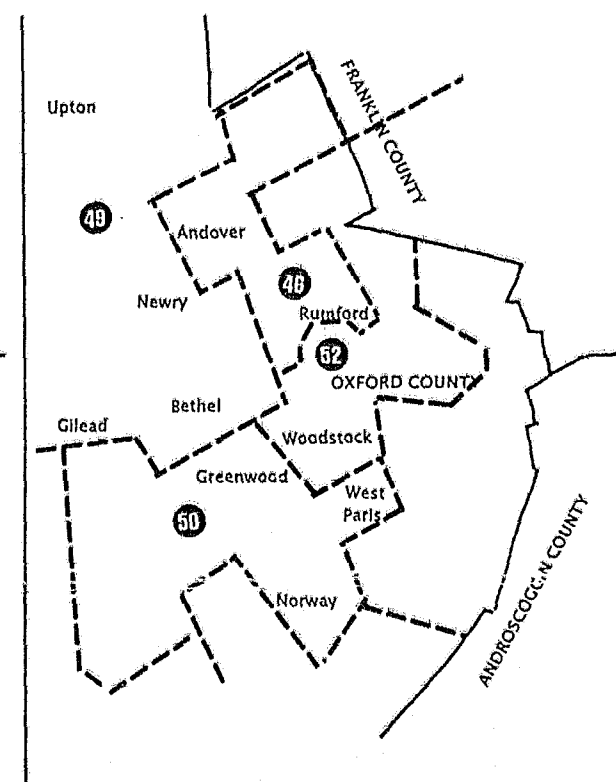 Upton
FRANKLIN COUNTY
49
Andover
48
Newry
Rumford
52
OXFORD COUNTY
Bethel
Gilead
Woodstock
Greenwood
West
Paris
50
Norway
ANDROSCOGGIN COUNTY